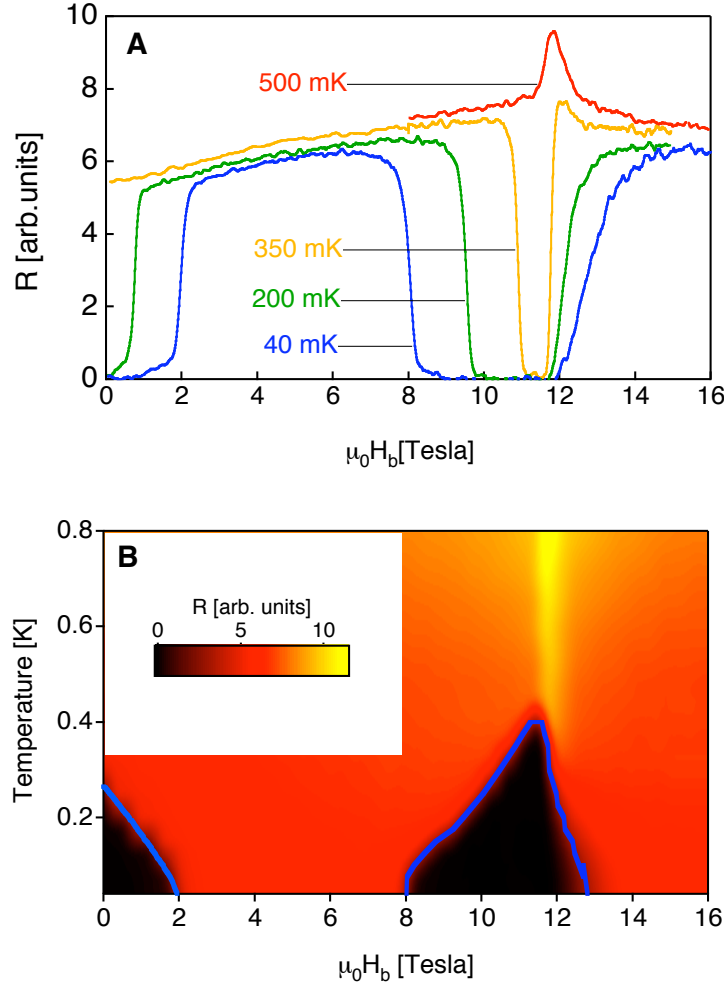 A
10
8
6
4
2
0
R [arb.units]
500 mK
350 mK
200 mK
40 mK
0 2 4 6 8 10 12 14 16
μ₀H_b[Tesla]
B
0.8
0.6
0.4
0.2
Temperature [K]
R [arb. units]
0 5 10
0 2 4 6 8 10 12 14 16
μ₀H_b [Tesla]